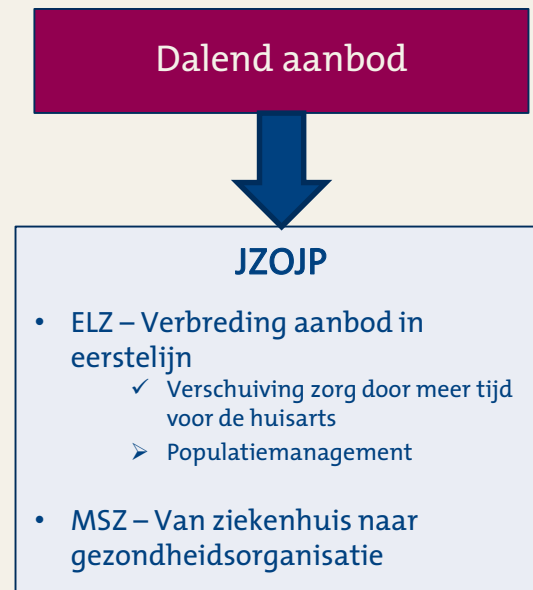 Dalend aanbod
JZOJP
• ELZ – Verbreding aanbod in
eerstelijn
✓ Verschuiving zorg door meer tijd
voor de huisarts
➢ Populatiemanagement
• MSZ – Van ziekenhuis naar
gezondheidsorganisatie